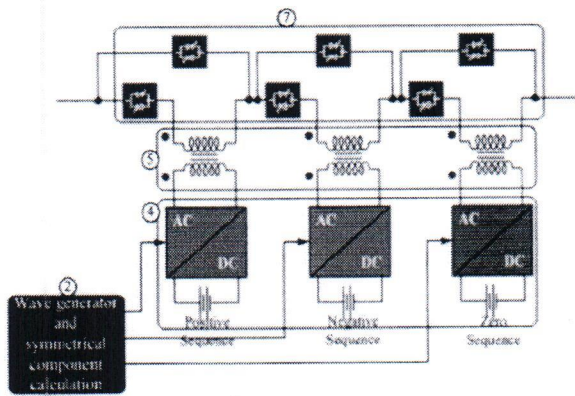 7
5
4
AC
DC
AC
DC
AC
DC
2
Wave generator
and
symmetrical
component
calculation
Positive
Sequence
Negative
Sequence
Zero
Sequence